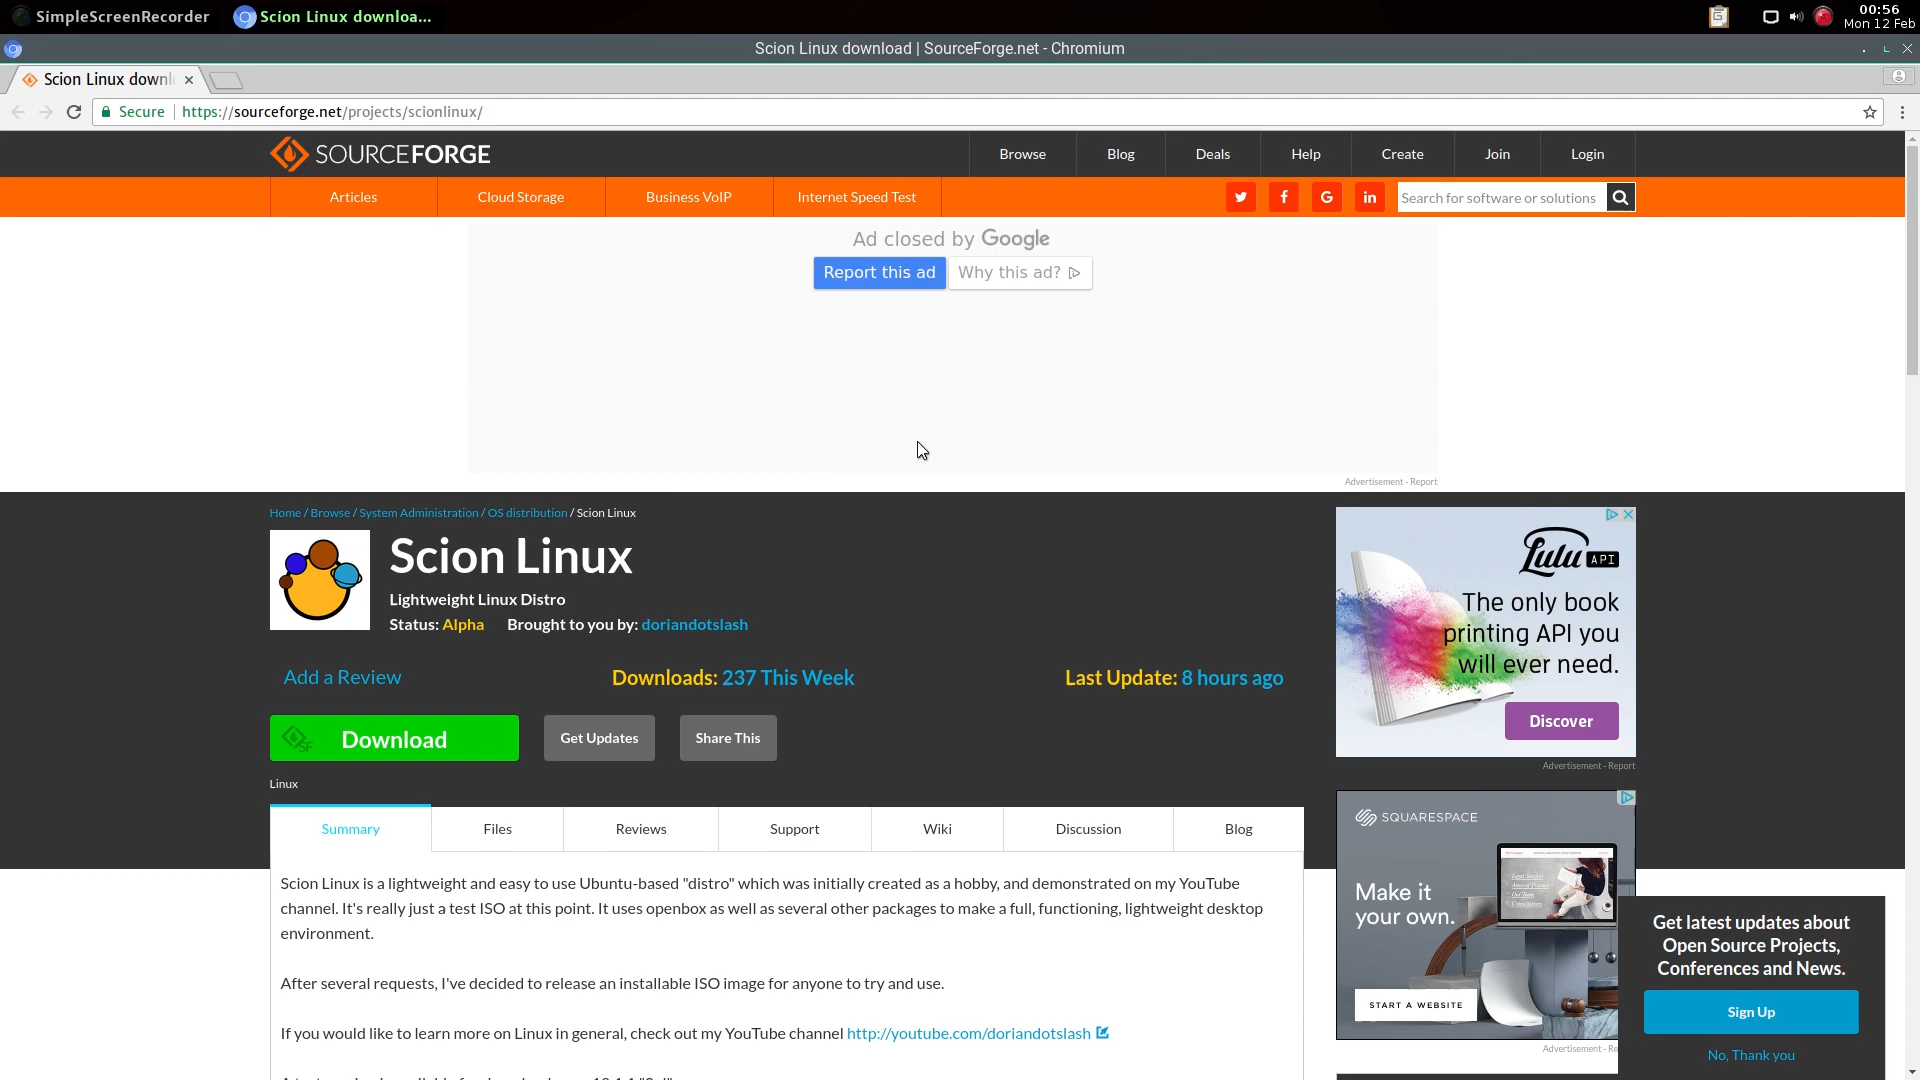 SimpleScreenRecorder
Scion Linux downloa...
00:56
Mon 12 Feb
Scion Linux download | SourceForge.net - Chromium
Scion Linux downl
Secure | https://sourceforge.net/projects/scionlinux/
SOURCEFORGE
Browse
Blog
Deals
Help
Create
Join
Login
Articles
Cloud Storage
Business VoIP
Internet Speed Test
Search for software or solutions
Ad closed by Google
Report this ad
Why this ad?
Advertisement - Report
Home / Browse / System Administration / OS distribution / Scion Linux
Scion Linux
Lightweight Linux Distro
Status: Alpha Brought to you by: doriandotslash
Add a Review
Downloads: 237 This Week
Last Update: 8 hours ago
SF
Download
Get Updates
Share This
Linux
Summary
Files
Reviews
Support
Wiki
Discussion
Blog
Scion Linux is a lightweight and easy to use Ubuntu-based "distro" which was initially created as a hobby, and demonstrated on my YouTube
channel. It's really just a test ISO at this point. It uses openbox as well as several other packages to make a full, functioning, lightweight desktop
environment.
After several requests, I've decided to release an installable ISO image for anyone to try and use.
If you would like to learn more on Linux in general, check out my YouTube channel http://youtube.com/doriandotslash
Lulu API
The only book
printing API you
will ever need.
Discover
Advertisement - Report
SQUARESPACE
Make it
your own.
START A WEBSITE
Advertisement - Re
Get latest updates about
Open Source Projects,
Conferences and News.
Sign Up
No, Thank you